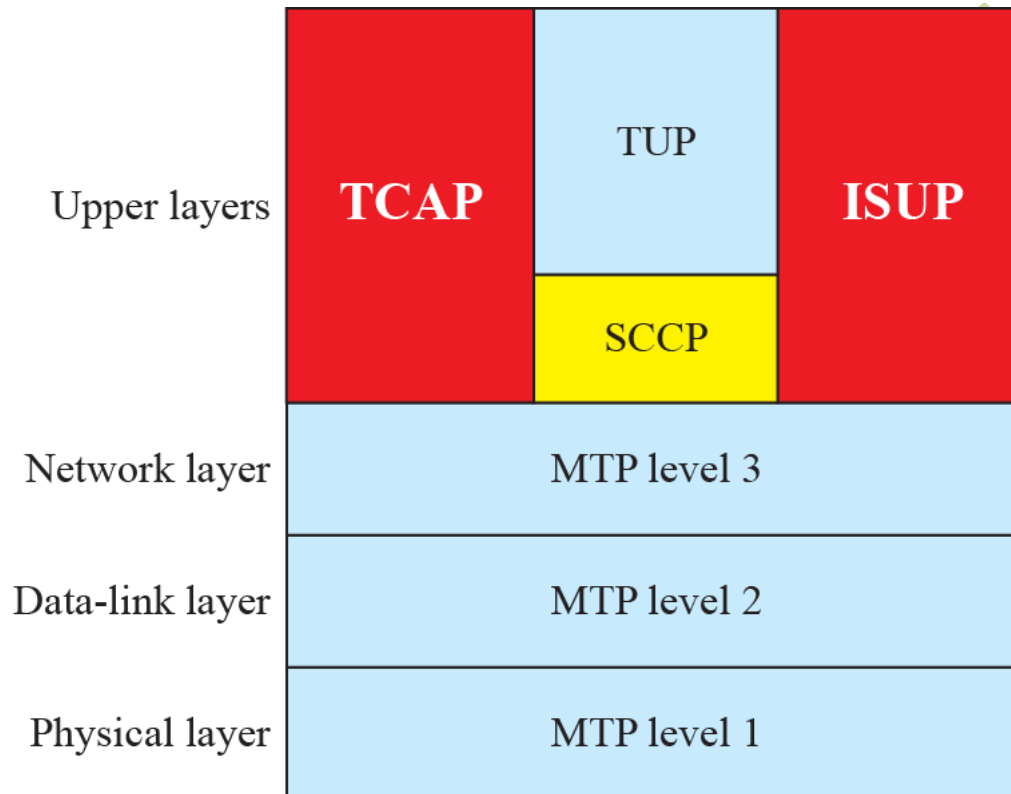 TUP
Upper layers
TCAP
ISUP
SCCP
Network layer
MTP level 3
Data-link layer
MTP level 2
Physical layer
MTP level 1